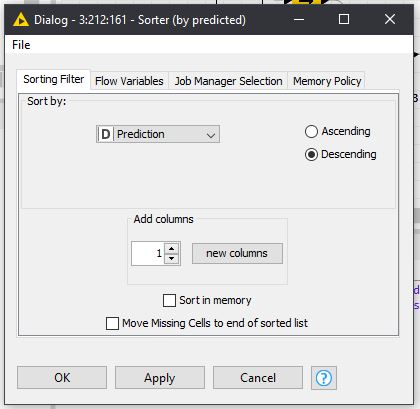 Dialog - 3:212:161 - Sorter (by predicted)
File
Sorting Filter Flow Variables Job Manager Selection Memory Policy
Sort by:
D Prediction
Ascending
Descending
Add columns
1 new columns
Sort in memory
Move Missing Cells to end of sorted list
OK Apply Cancel ?
3
d
s